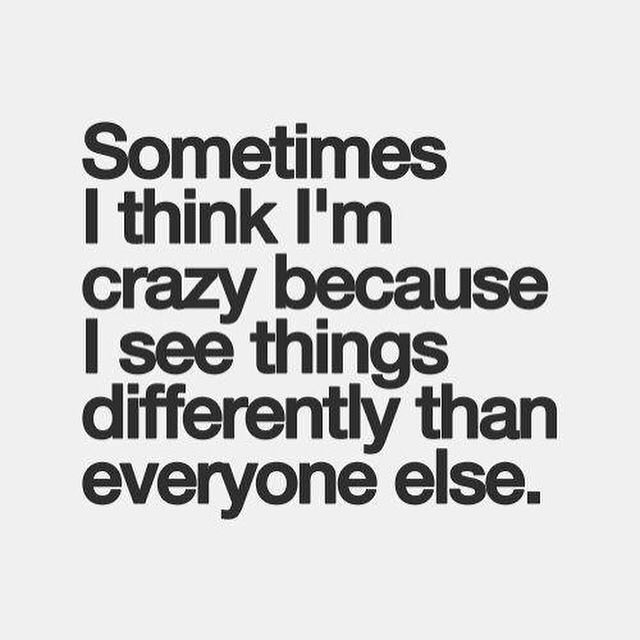 Sometimes
I think I'm
crazy because
I see things
differently than
everyone else.